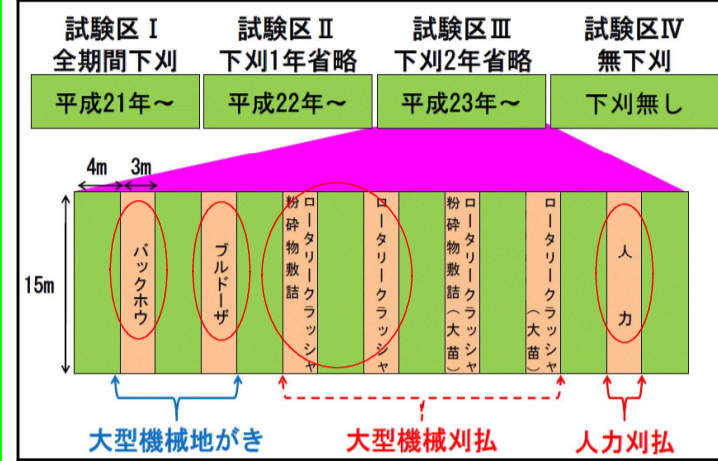 試験区Ⅰ
全期間下刈
平成21年～
試験区Ⅱ
下刈1年省略
平成22年～
試験区Ⅲ
下刈2年省略
平成23年～
試験区Ⅳ
無下刈
下刈無し
4m
3m
15m
バックホウ
ブルドーザ
ロータリークラッシャ
粉砕物敷詰
ロータリークラッシャ
ロータリークラッシャ
粉砕物敷詰(大苗)
ロータリークラッシャ
(大苗)
人力
大型機械地がき
大型機械刈払
人力刈払